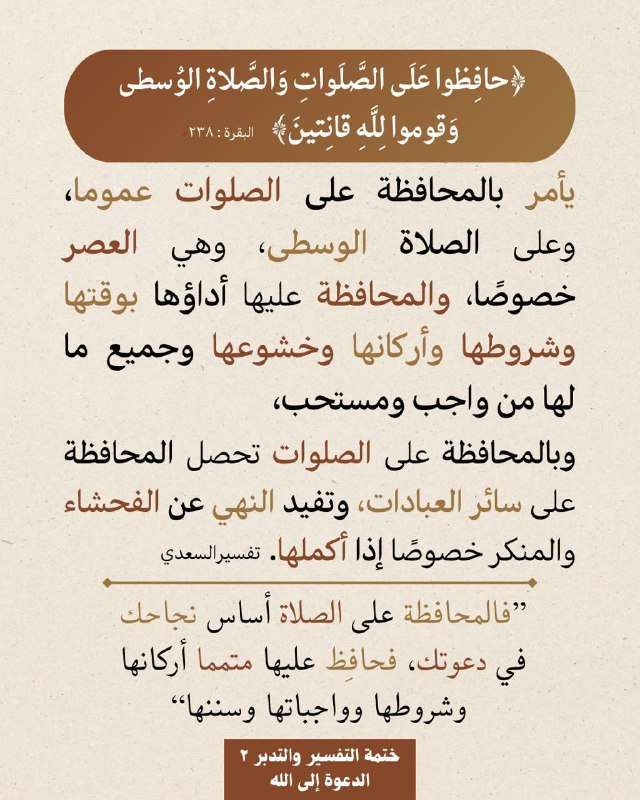 ﴿حافِظوا عَلَى الصَّلَواتِ وَالصَّلاةِ الوُسطى
وَقوموا لِلَّهِ قانِتينَ﴾ البقرة : ٢٣٨
يأمر بالمحافظة على الصلوات عموما،
وعلى الصلاة الوسطى، وهي العصر
خصوصًا، والمحافظة عليها أداؤها بوقتها
وشروطها وأركانها وخشوعها وجميع ما
لها من واجب ومستحب،
وبالمحافظة على الصلوات تحصل المحافظة
على سائر العبادات، وتفيد النهي عن الفحشاء
والمنكر خصوصًا إذا أكملها. تفسيرالسعدي
”فالمحافظة على الصلاة أساس نجاحك
في دعوتك، فحافِظ عليها متمما أركانها
وشروطها وواجباتها وسننها“
ختمة التفسير والتدبر ٢
الدعوة إلى الله